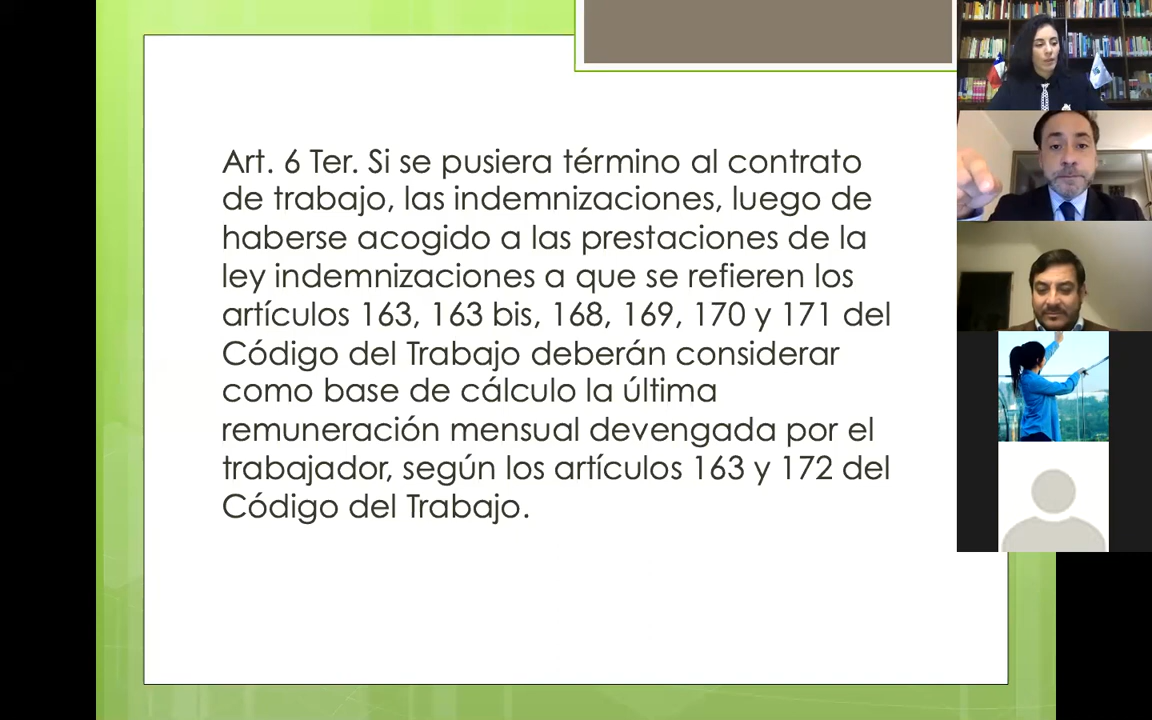 Art. 6 Ter. Si se pusiera término al contrato
de trabajo, las indemnizaciones, luego de
haberse acogido a las prestaciones de la
ley indemnizaciones a que se refieren los
artículos 163, 163 bis, 168, 169, 170 y 171 del
Código del Trabajo deberán considerar
como base de cálculo la última
remuneración mensual devengada por el
trabajador, según los artículos 163 y 172 del
Código del Trabajo.